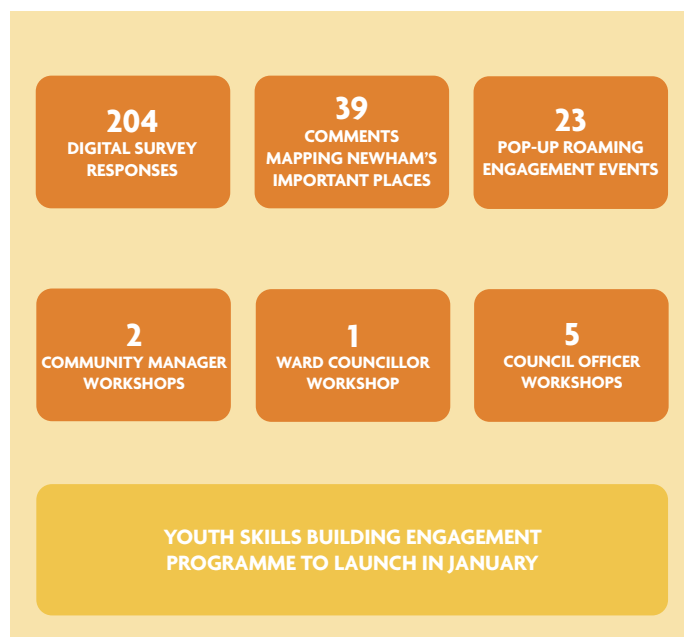 204
DIGITAL SURVEY
RESPONSES
39
COMMENTS
MAPPING NEWHAM'S
IMPORTANT PLACES
23
POP-UP ROAMING
ENGAGEMENT EVENTS
2
COMMUNITY MANAGER
WORKSHOPS
1
WARD COUNCILLOR
WORKSHOP
5
COUNCIL OFFICER
WORKSHOPS
YOUTH SKILLS BUILDING ENGAGEMENT
PROGRAMME TO LAUNCH IN JANUARY